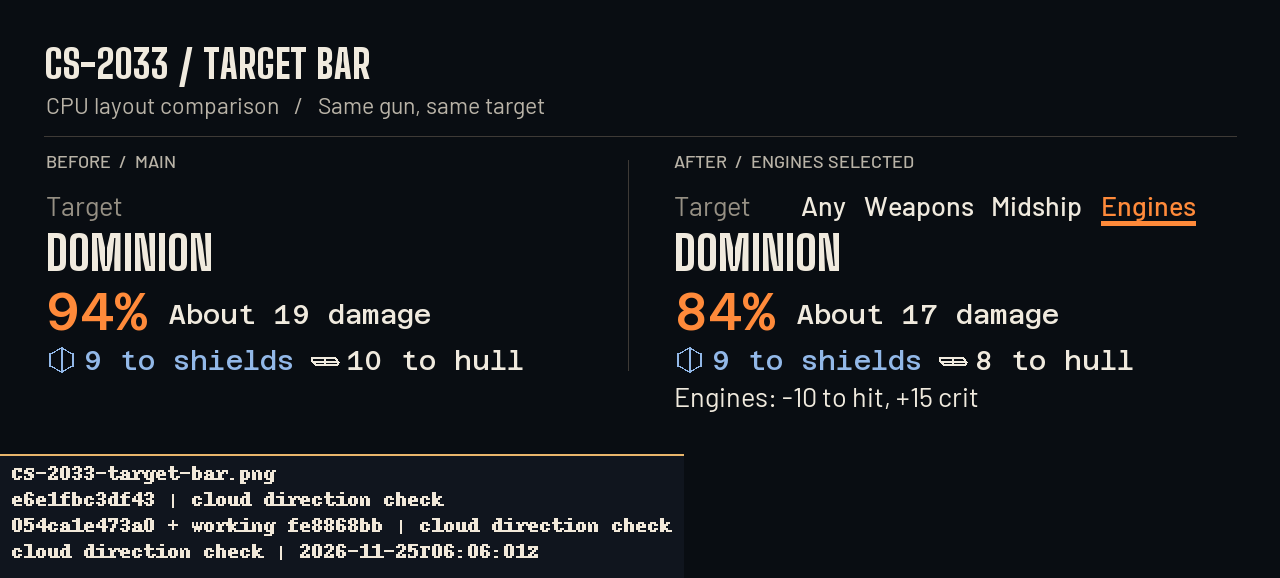 CS-2033 / TARGET BAR
CPU layout comparison / Same gun, same target
BEFORE / MAIN
Target
DOMINION
94% About 19 damage
9 to shields 10 to hull
AFTER / ENGINES SELECTED
Target Any Weapons Midship Engines
DOMINION
84% About 17 damage
9 to shields 8 to hull
Engines: -10 to hit, +15 crit
CS-2033-target-bar.png
e6e1fbc3df43 | cloud direction check
054ca1e473a0 + working fe8868bb | cloud direction check
cloud direction check | 2026-11-25T06:06:01Z